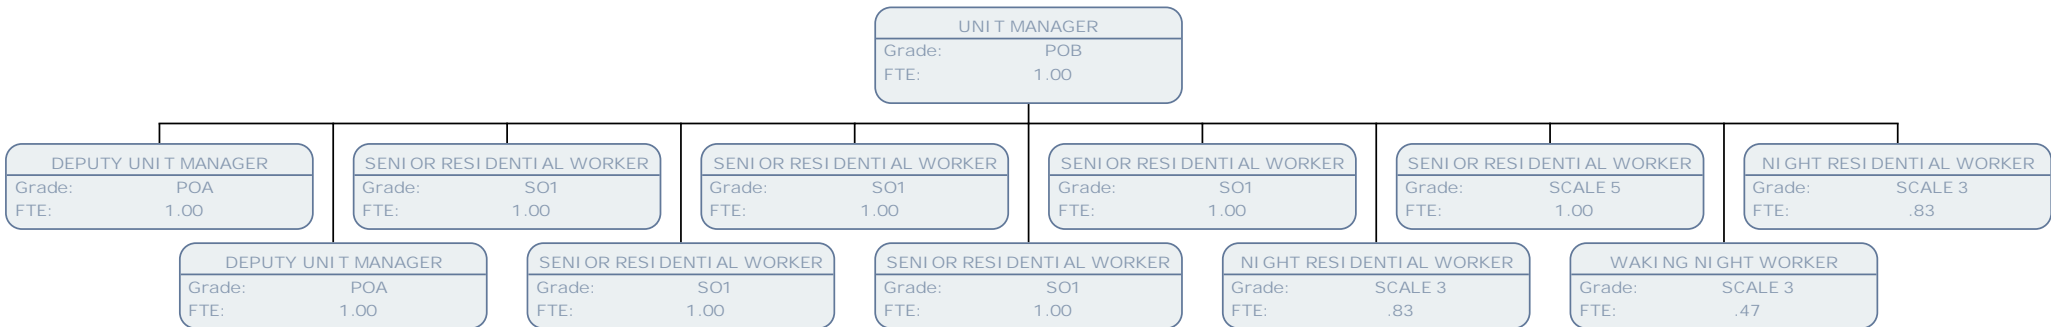 UNIT MANAGER
Grade: POB
FTE: 1.00
DEPUTY UNIT MANAGER
Grade: POA
FTE: 1.00
SENIOR RESIDENTIAL WORKER
Grade: SO1
FTE: 1.00
SENIOR RESIDENTIAL WORKER
Grade: SO1
FTE: 1.00
SENIOR RESIDENTIAL WORKER
Grade: SO1
FTE: 1.00
SENIOR RESIDENTIAL WORKER
Grade: SCALE 5
FTE: 1.00
NIGHT RESIDENTIAL WORKER
Grade: SCALE 3
FTE: .83
DEPUTY UNIT MANAGER
Grade: POA
FTE: 1.00
SENIOR RESIDENTIAL WORKER
Grade: SO1
FTE: 1.00
SENIOR RESIDENTIAL WORKER
Grade: SO1
FTE: 1.00
NIGHT RESIDENTIAL WORKER
Grade: SCALE 3
FTE: .83
WAKING NIGHT WORKER
Grade: SCALE 3
FTE: .47